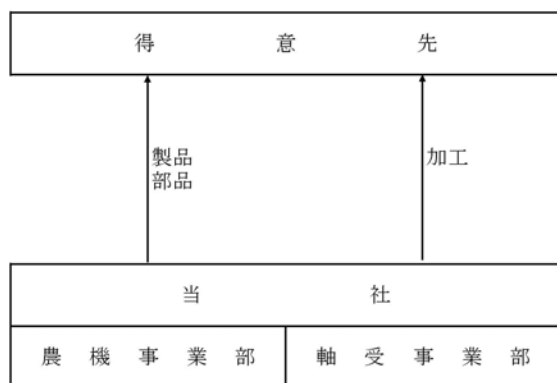 得意先
製品
部品
加工
当社
農機事業部
軸受事業部